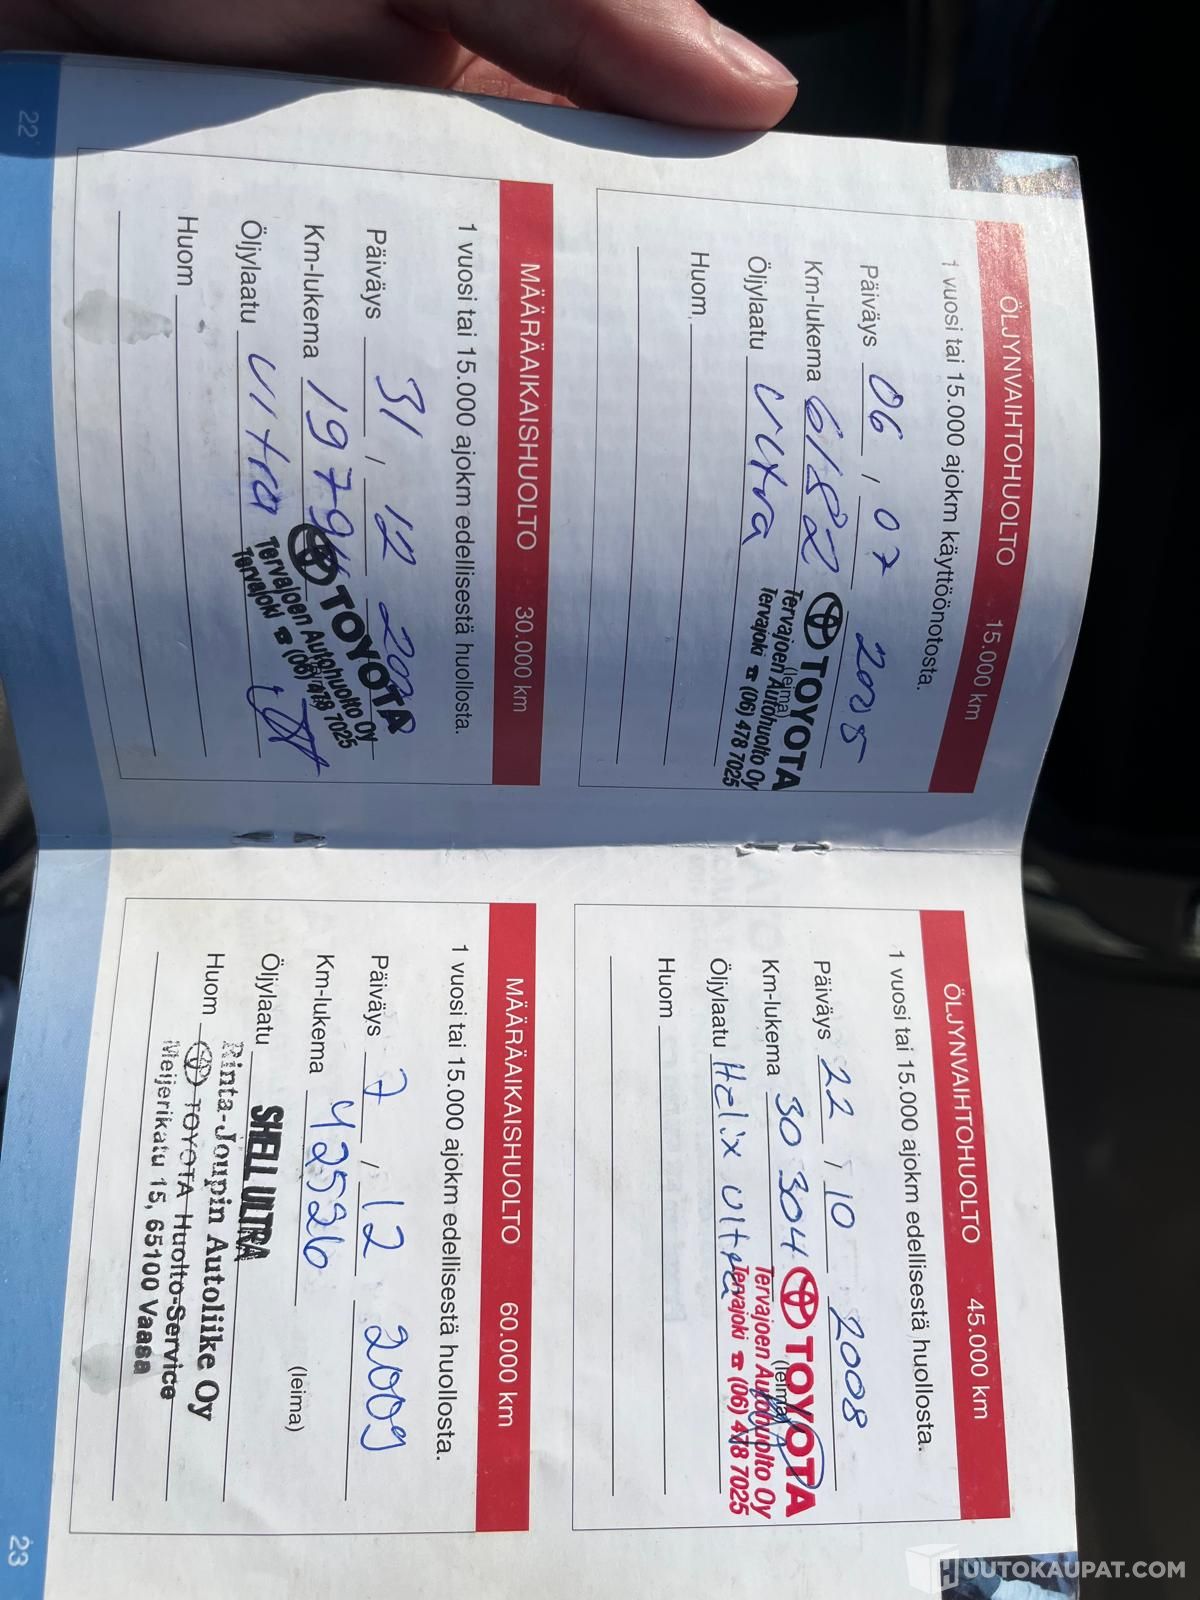 ÖLJYNVAIHTOHUOLTO 15.000 km
1 vuosi tai 15.000 ajokm käyttöönotosta.
Päiväys 06 / 07 2005
Km-lukema 6182
(leima)
Öljylaatu Ultra
Huom
TOYOTA
Tervajoen Autohuolto Oy
Tervajoki ☎ (06) 478 7025
MÄÄRÄAIKAISHUOLTO 30.000 km
1 vuosi tai 15.000 ajokm edellisestä huollosta.
Päiväys 31 / 12
Km-lukema
Öljylaatu Ultra
Huom
TOYOTA
Tervajoen Autohuolto Oy
Tervajoki ☎ (06) 478 7025
22
ÖLJYNVAIHTOHUOLTO 45.000 km
1 vuosi tai 15.000 ajokm edellisestä huollosta.
Päiväys 22 / 10 2008
Km-lukema 30 304
(leima)
Öljylaatu Helix Ultra
Huom
TOYOTA
Tervajoen Autohuolto Oy
Tervajoki ☎ (06) 478 7025
MÄÄRÄAIKAISHUOLTO 60.000 km
1 vuosi tai 15.000 ajokm edellisestä huollosta.
Päiväys 7 / 12 2009
Km-lukema 42526
(leima)
Öljylaatu SHELL ULTRA
Huom
Rinta-Joupin Autoliike Oy
TOYOTA Huolto-Service
Meijerikatu 15, 65100 Vaasa
23
HUUTOKAUPAT.COM